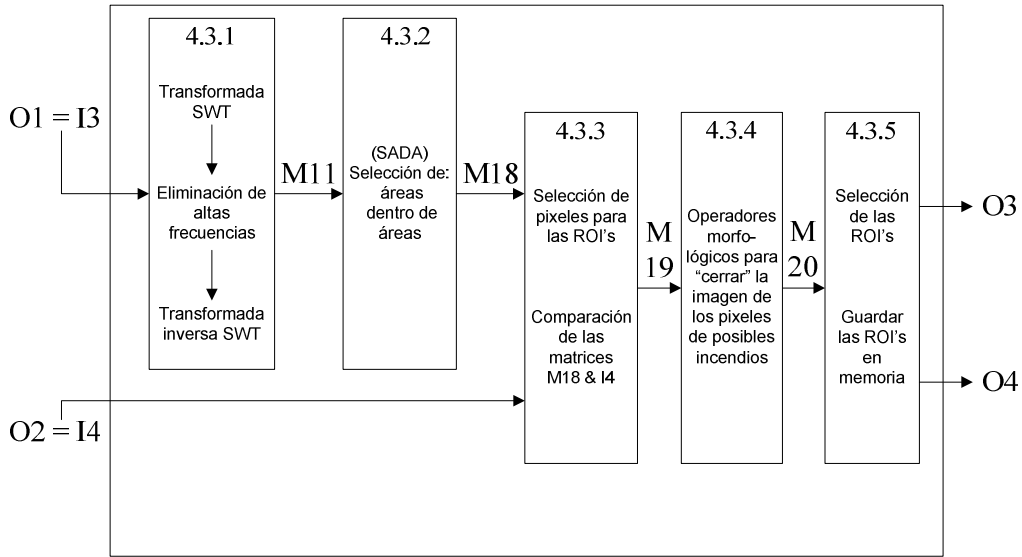 O1 = I3
O2 = I4
4.3.1
Transformada
SWT
Eliminación de
altas
frecuencias
Transformada
inversa SWT
M11
4.3.2
(SADA)
Selección de:
áreas
dentro de
áreas
M18
4.3.3
Selección de
pixeles para
las ROI's
Comparación
de las
matrices
M18 & I4
M
19
4.3.4
Operadores
morfo-
lógicos para
“cerrar” la
imagen de
los pixeles
de posibles
incendios
M
20
4.3.5
Selección
de las
ROI's
Guardar
las ROI's
en
memoria
O3
O4